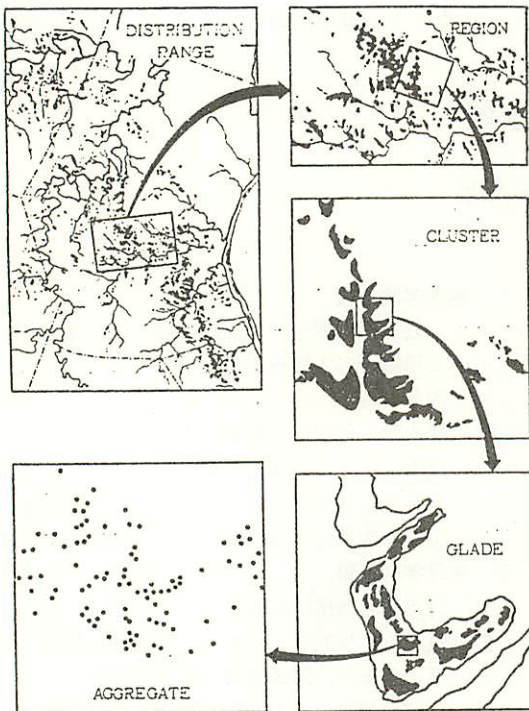 DISTRIBUTION
RANGE
REGION
CLUSTER
GLADE
AGGREGATE